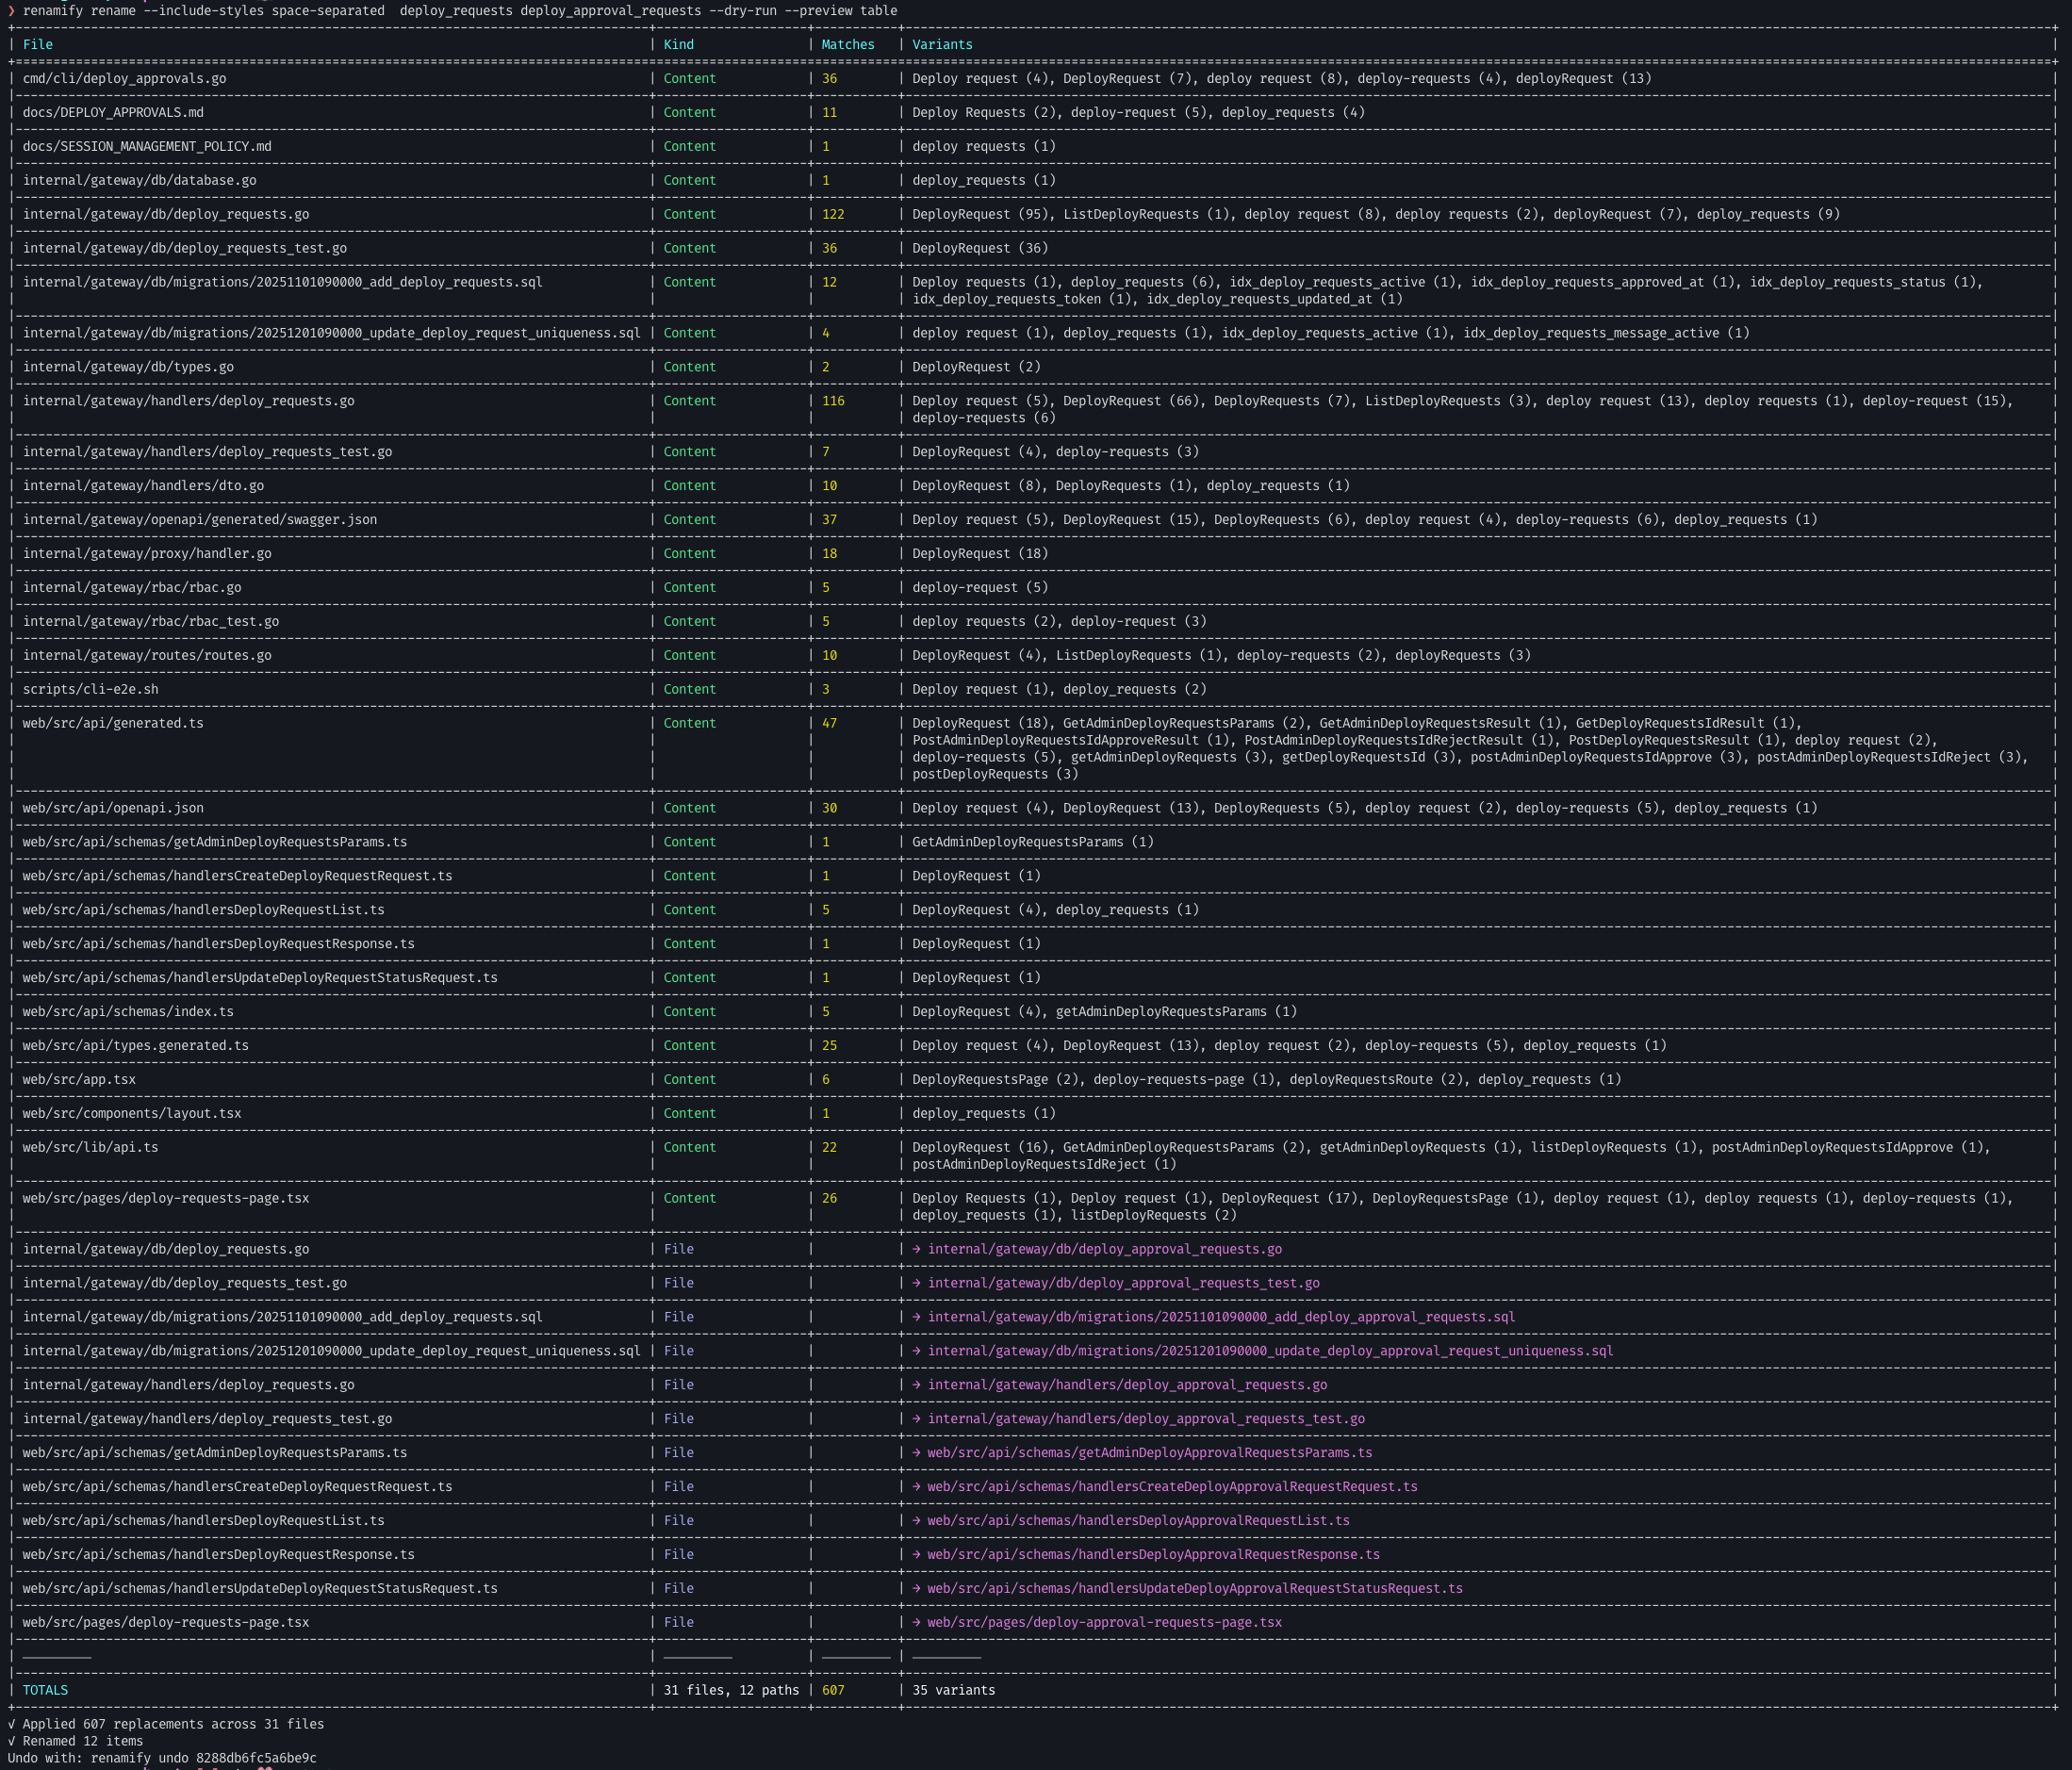 ❯ renamify rename --include-styles space-separated  deploy_requests deploy_approval_requests --dry-run --preview table
| File | Kind | Matches | Variants |
| cmd/cli/deploy_approvals.go | Content | 36 | Deploy request (4), DeployRequest (7), deploy request (8), deploy-requests (4), deployRequest (13) |
| docs/DEPLOY_APPROVALS.md | Content | 11 | Deploy Requests (2), deploy-request (5), deploy_requests (4) |
| docs/SESSION_MANAGEMENT_POLICY.md | Content | 1 | deploy requests (1) |
| internal/gateway/db/database.go | Content | 1 | deploy_requests (1) |
| internal/gateway/db/deploy_requests.go | Content | 122 | DeployRequest (95), ListDeployRequests (1), deploy request (8), deploy requests (2), deployRequest (7), deploy_requests (9) |
| internal/gateway/db/deploy_requests_test.go | Content | 36 | DeployRequest (36) |
| internal/gateway/db/migrations/20251101090000_add_deploy_requests.sql | Content | 12 | Deploy requests (1), deploy_requests (6), idx_deploy_requests_active (1), idx_deploy_requests_approved_at (1), idx_deploy_requests_status (1), |
| | | | idx_deploy_requests_token (1), idx_deploy_requests_updated_at (1) |
| internal/gateway/db/migrations/20251201090000_update_deploy_request_uniqueness.sql | Content | 4 | deploy request (1), deploy_requests (1), idx_deploy_requests_active (1), idx_deploy_requests_message_active (1) |
| internal/gateway/db/types.go | Content | 2 | DeployRequest (2) |
| internal/gateway/handlers/deploy_requests.go | Content | 116 | Deploy request (5), DeployRequest (66), DeployRequests (7), ListDeployRequests (3), deploy request (13), deploy requests (1), deploy-request (15), |
| | | | deploy-requests (6) |
| internal/gateway/handlers/deploy_requests_test.go | Content | 7 | DeployRequest (4), deploy-requests (3) |
| internal/gateway/handlers/dto.go | Content | 10 | DeployRequest (8), DeployRequests (1), deploy_requests (1) |
| internal/gateway/openapi/generated/swagger.json | Content | 37 | Deploy request (5), DeployRequest (15), DeployRequests (6), deploy request (4), deploy-requests (6), deploy_requests (1) |
| internal/gateway/proxy/handler.go | Content | 18 | DeployRequest (18) |
| internal/gateway/rbac/rbac.go | Content | 5 | deploy-request (5) |
| internal/gateway/rbac/rbac_test.go | Content | 5 | deploy requests (2), deploy-request (3) |
| internal/gateway/routes/routes.go | Content | 10 | DeployRequest (4), ListDeployRequests (1), deploy-requests (2), deployRequests (3) |
| scripts/cli-e2e.sh | Content | 3 | Deploy request (1), deploy_requests (2) |
| web/src/api/generated.ts | Content | 47 | DeployRequest (18), GetAdminDeployRequestsParams (2), GetAdminDeployRequestsResult (1), GetDeployRequestsIdResult (1), |
| | | | PostAdminDeployRequestsIdApproveResult (1), PostAdminDeployRequestsIdRejectResult (1), PostDeployRequestsResult (1), deploy request (2), |
| | | | deploy-requests (5), getAdminDeployRequests (3), getDeployRequestsId (3), postAdminDeployRequestsIdApprove (3), postAdminDeployRequestsIdReject (3), |
| | | | postDeployRequests (3) |
| web/src/api/openapi.json | Content | 30 | Deploy request (4), DeployRequest (13), DeployRequests (5), deploy request (2), deploy-requests (5), deploy_requests (1) |
| web/src/api/schemas/getAdminDeployRequestsParams.ts | Content | 1 | GetAdminDeployRequestsParams (1) |
| web/src/api/schemas/handlersCreateDeployRequestRequest.ts | Content | 1 | DeployRequest (1) |
| web/src/api/schemas/handlersDeployRequestList.ts | Content | 5 | DeployRequest (4), deploy_requests (1) |
| web/src/api/schemas/handlersDeployRequestResponse.ts | Content | 1 | DeployRequest (1) |
| web/src/api/schemas/handlersUpdateDeployRequestStatusRequest.ts | Content | 1 | DeployRequest (1) |
| web/src/api/schemas/index.ts | Content | 5 | DeployRequest (4), getAdminDeployRequestsParams (1) |
| web/src/api/types.generated.ts | Content | 25 | Deploy request (4), DeployRequest (13), deploy request (2), deploy-requests (5), deploy_requests (1) |
| web/src/app.tsx | Content | 6 | DeployRequestsPage (2), deploy-requests-page (1), deployRequestsRoute (2), deploy_requests (1) |
| web/src/components/layout.tsx | Content | 1 | deploy_requests (1) |
| web/src/lib/api.ts | Content | 22 | DeployRequest (16), GetAdminDeployRequestsParams (2), getAdminDeployRequests (1), listDeployRequests (1), postAdminDeployRequestsIdApprove (1), |
| | | | postAdminDeployRequestsIdReject (1) |
| web/src/pages/deploy-requests-page.tsx | Content | 26 | Deploy Requests (1), Deploy request (1), DeployRequest (17), DeployRequestsPage (1), deploy request (1), deploy requests (1), deploy-requests (1), |
| | | | deploy_requests (1), listDeployRequests (2) |
| internal/gateway/db/deploy_requests.go | File | | → internal/gateway/db/deploy_approval_requests.go |
| internal/gateway/db/deploy_requests_test.go | File | | → internal/gateway/db/deploy_approval_requests_test.go |
| internal/gateway/db/migrations/20251101090000_add_deploy_requests.sql | File | | → internal/gateway/db/migrations/20251101090000_add_deploy_approval_requests.sql |
| internal/gateway/db/migrations/20251201090000_update_deploy_request_uniqueness.sql | File | | → internal/gateway/db/migrations/20251201090000_update_deploy_approval_request_uniqueness.sql |
| internal/gateway/handlers/deploy_requests.go | File | | → internal/gateway/handlers/deploy_approval_requests.go |
| internal/gateway/handlers/deploy_requests_test.go | File | | → internal/gateway/handlers/deploy_approval_requests_test.go |
| web/src/api/schemas/getAdminDeployRequestsParams.ts | File | | → web/src/api/schemas/getAdminDeployApprovalRequestsParams.ts |
| web/src/api/schemas/handlersCreateDeployRequestRequest.ts | File | | → web/src/api/schemas/handlersCreateDeployApprovalRequestRequest.ts |
| web/src/api/schemas/handlersDeployRequestList.ts | File | | → web/src/api/schemas/handlersDeployApprovalRequestList.ts |
| web/src/api/schemas/handlersDeployRequestResponse.ts | File | | → web/src/api/schemas/handlersDeployApprovalRequestResponse.ts |
| web/src/api/schemas/handlersUpdateDeployRequestStatusRequest.ts | File | | → web/src/api/schemas/handlersUpdateDeployApprovalRequestStatusRequest.ts |
| web/src/pages/deploy-requests-page.tsx | File | | → web/src/pages/deploy-approval-requests-page.tsx |
| TOTALS | 31 files, 12 paths | 607 | 35 variants |
√ Applied 607 replacements across 31 files
√ Renamed 12 items
Undo with: renamify undo 8288db6fc5a6be9c